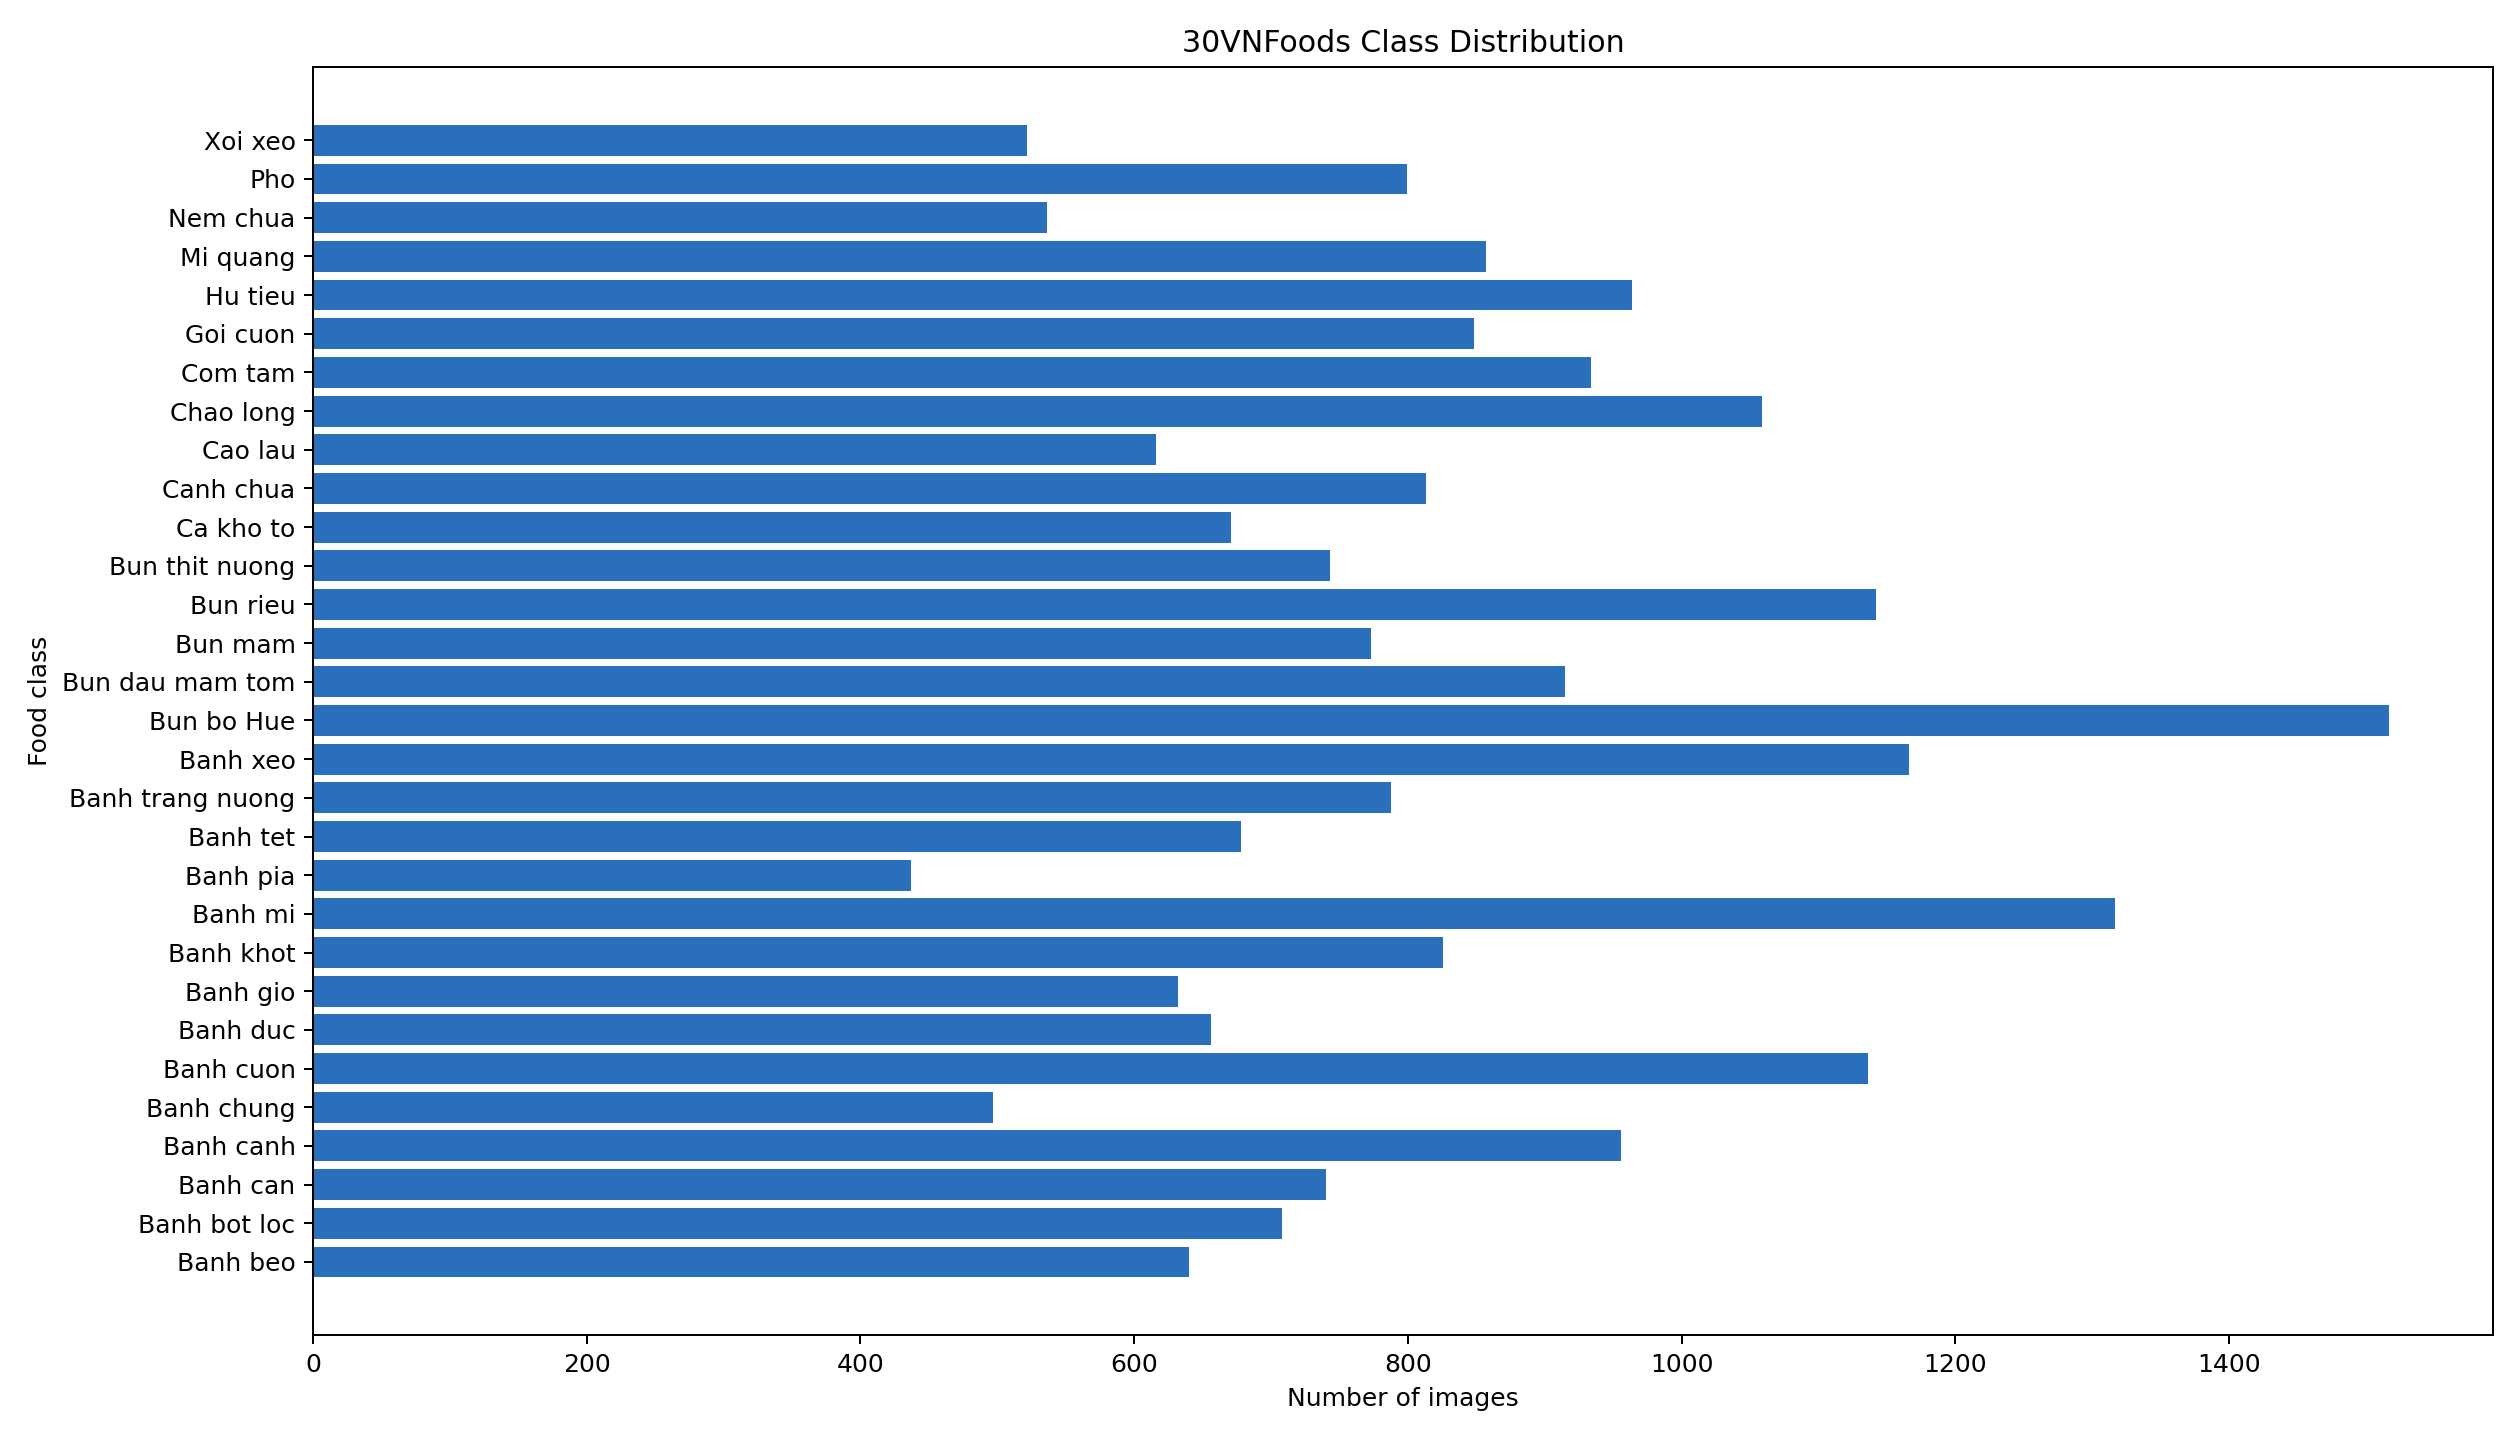 30VNFoods Class Distribution
Food class
Xoi xeo
Pho
Nem chua
Mi quang
Hu tieu
Goi cuon
Com tam
Chao long
Cao lau
Canh chua
Ca kho to
Bun thit nuong
Bun rieu
Bun mam
Bun dau mam tom
Bun bo Hue
Banh xeo
Banh trang nuong
Banh tet
Banh pia
Banh mi
Banh khot
Banh gio
Banh duc
Banh cuon
Banh chung
Banh canh
Banh can
Banh bot loc
Banh beo
0 200 400 600 800 1000 1200 1400
Number of images